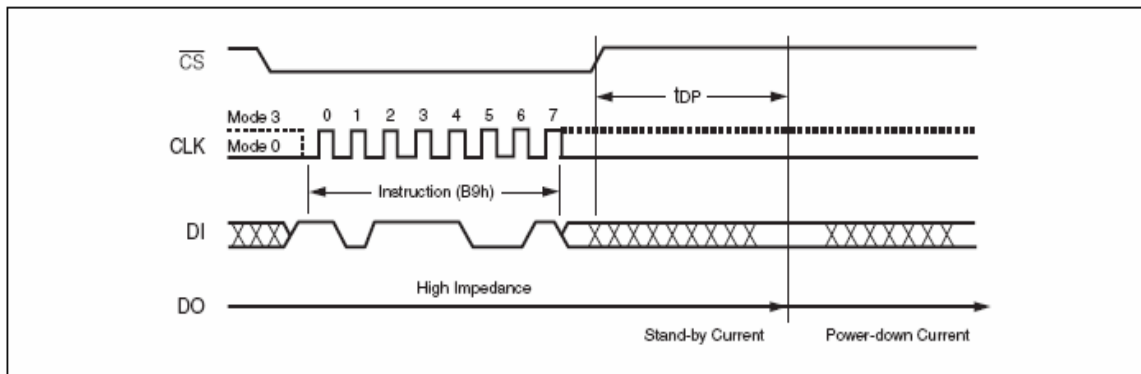 CS
tDP
Mode 3
0 1 2 3 4 5 6 7
CLK
Mode 0
Instruction (B9h)
DI
High Impedance
DO
Stand-by Current
Power-down Current